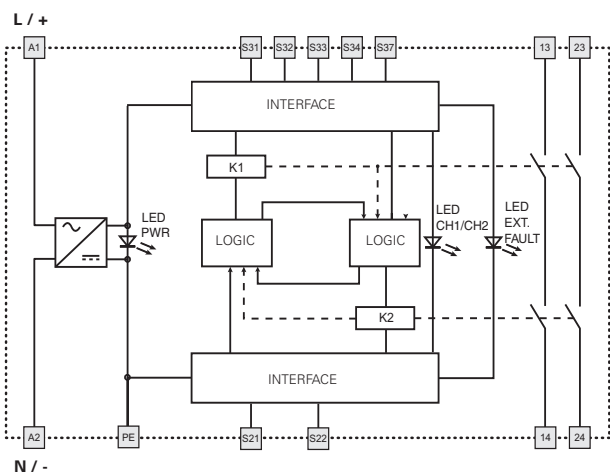 L / +
A1 S31 S32 S33 S34 S37 13 23
INTERFACE
K1
LED
PWR
LOGIC
LOGIC
LED
CH1/CH2
LED
EXT.
FAULT
K2
INTERFACE
A2 PE S21 S22 14 24
N / -